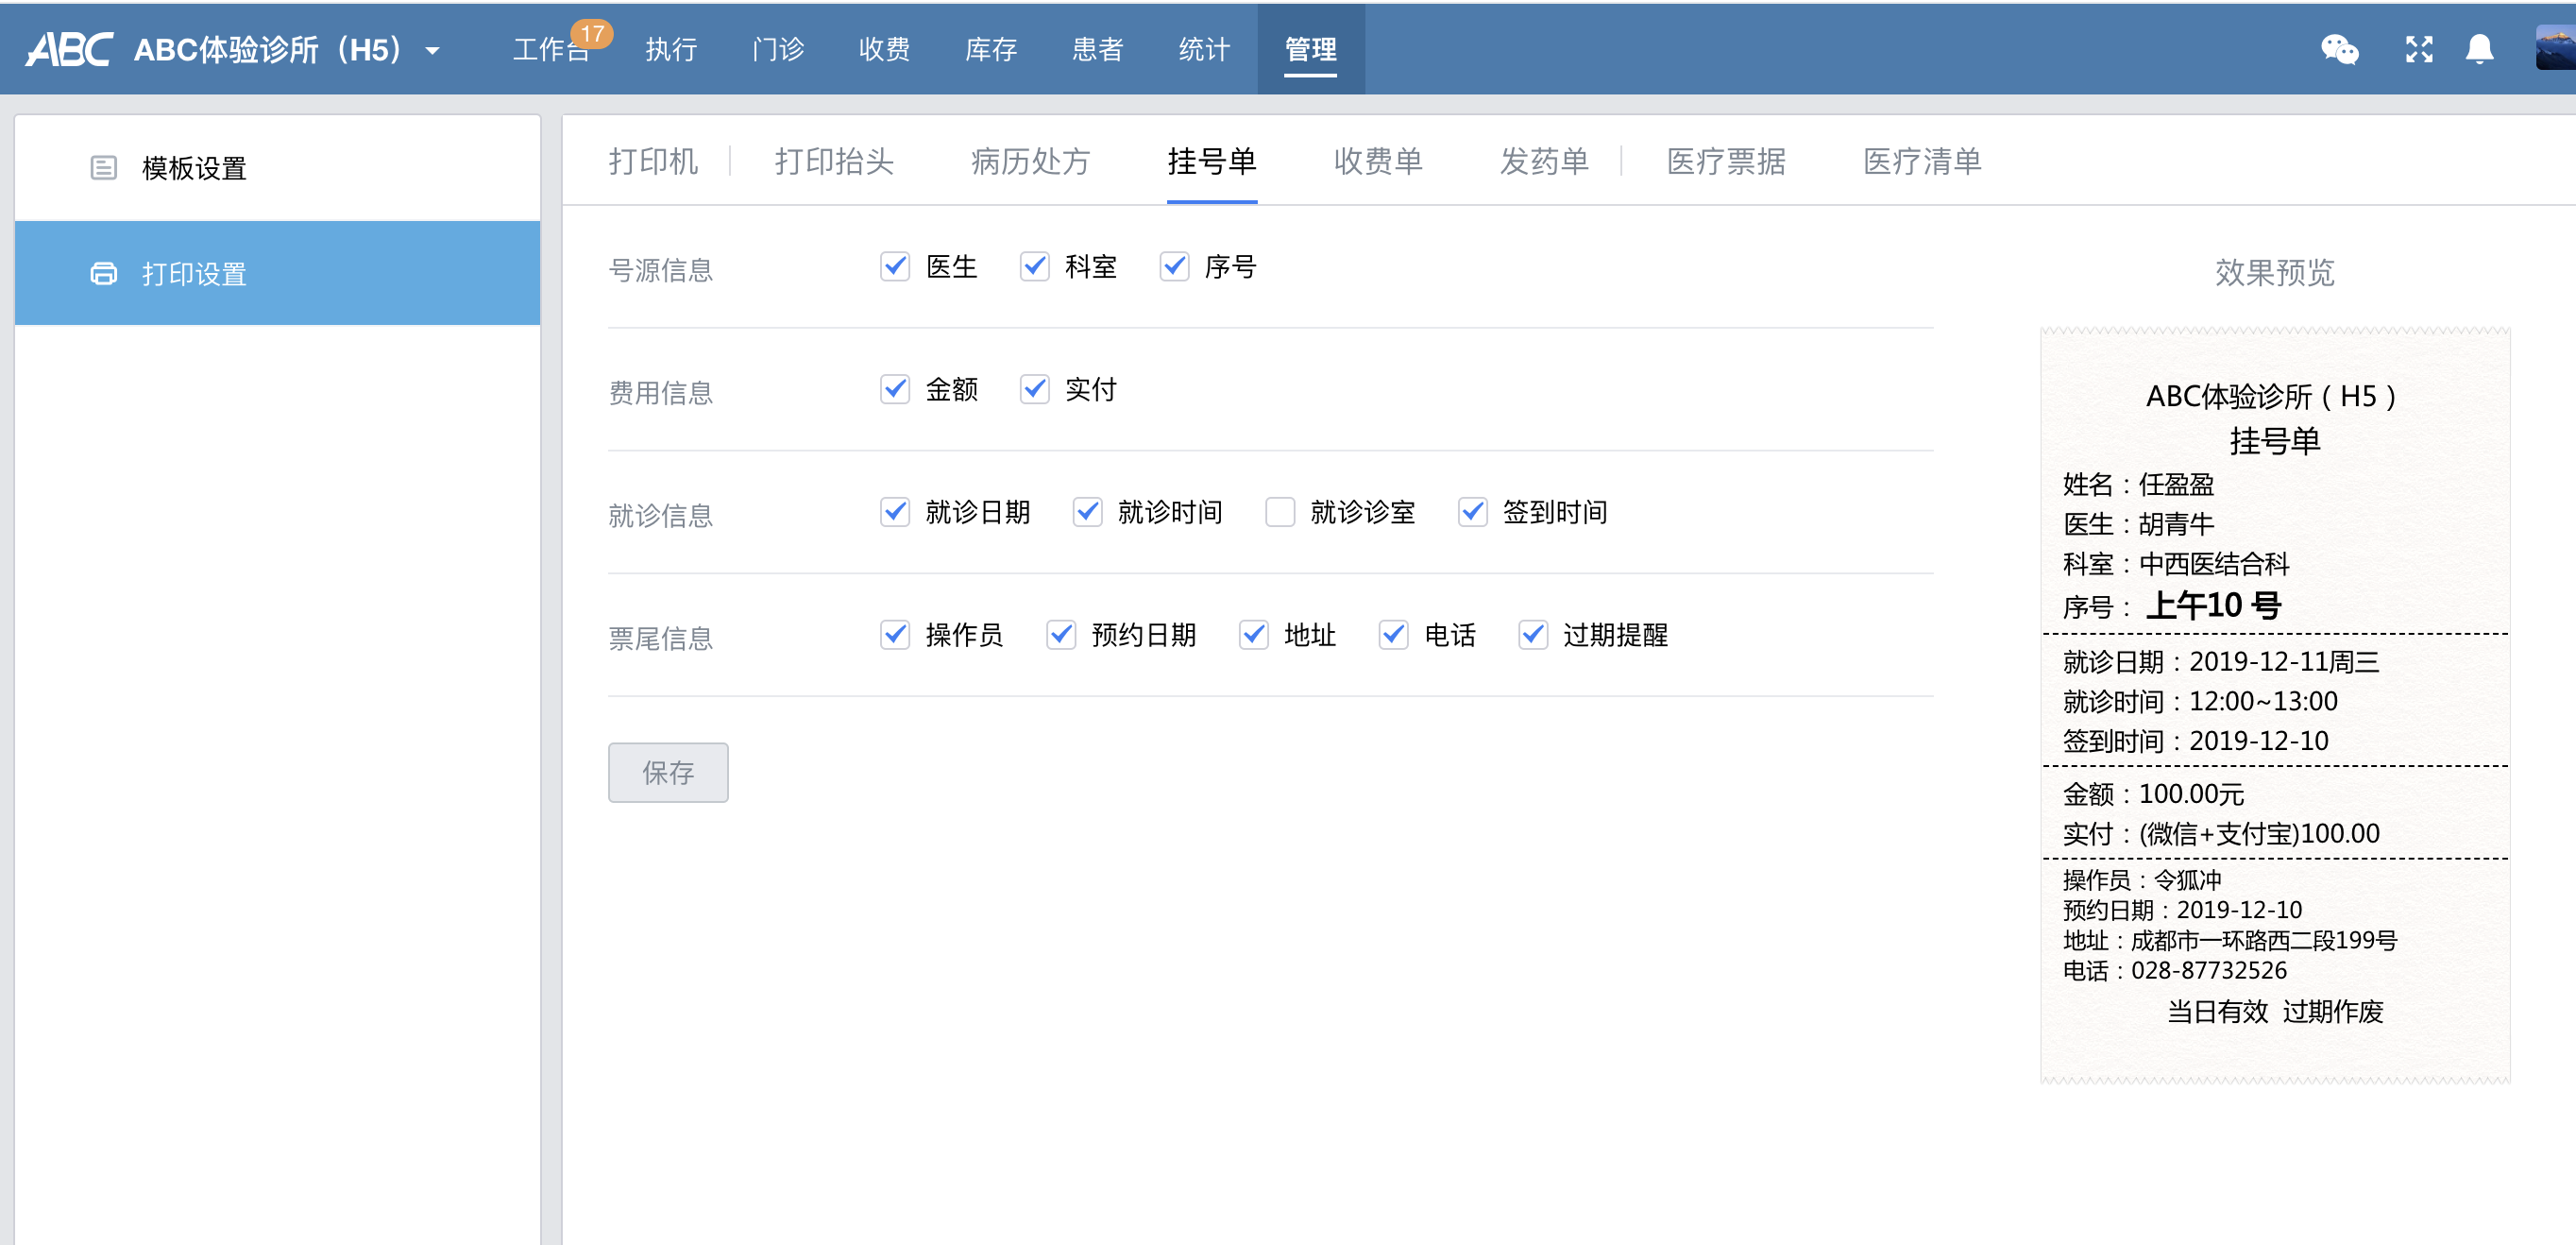 ABC ABC体验诊所（H5） 工作台 17 执行 门诊 收费 库存 患者 统计 管理
模板设置
打印设置
打印机 打印抬头 病历处方 挂号单 收费单 发药单 医疗票据 医疗清单
号源信息 医生 科室 序号
费用信息 金额 实付
就诊信息 就诊日期 就诊时间 就诊诊室 签到时间
票尾信息 操作员 预约日期 地址 电话 过期提醒
保存
效果预览
ABC体验诊所（H5）
挂号单
姓名：任盈盈
医生：胡青牛
科室：中西医结合科
序号：上午10 号
就诊日期：2019-12-11周三
就诊时间：12:00~13:00
签到时间：2019-12-10
金额：100.00元
实付：(微信+支付宝)100.00
操作员：令狐冲
预约日期：2019-12-10
地址：成都市一环路西二段199号
电话：028-87732526
当日有效 过期作废